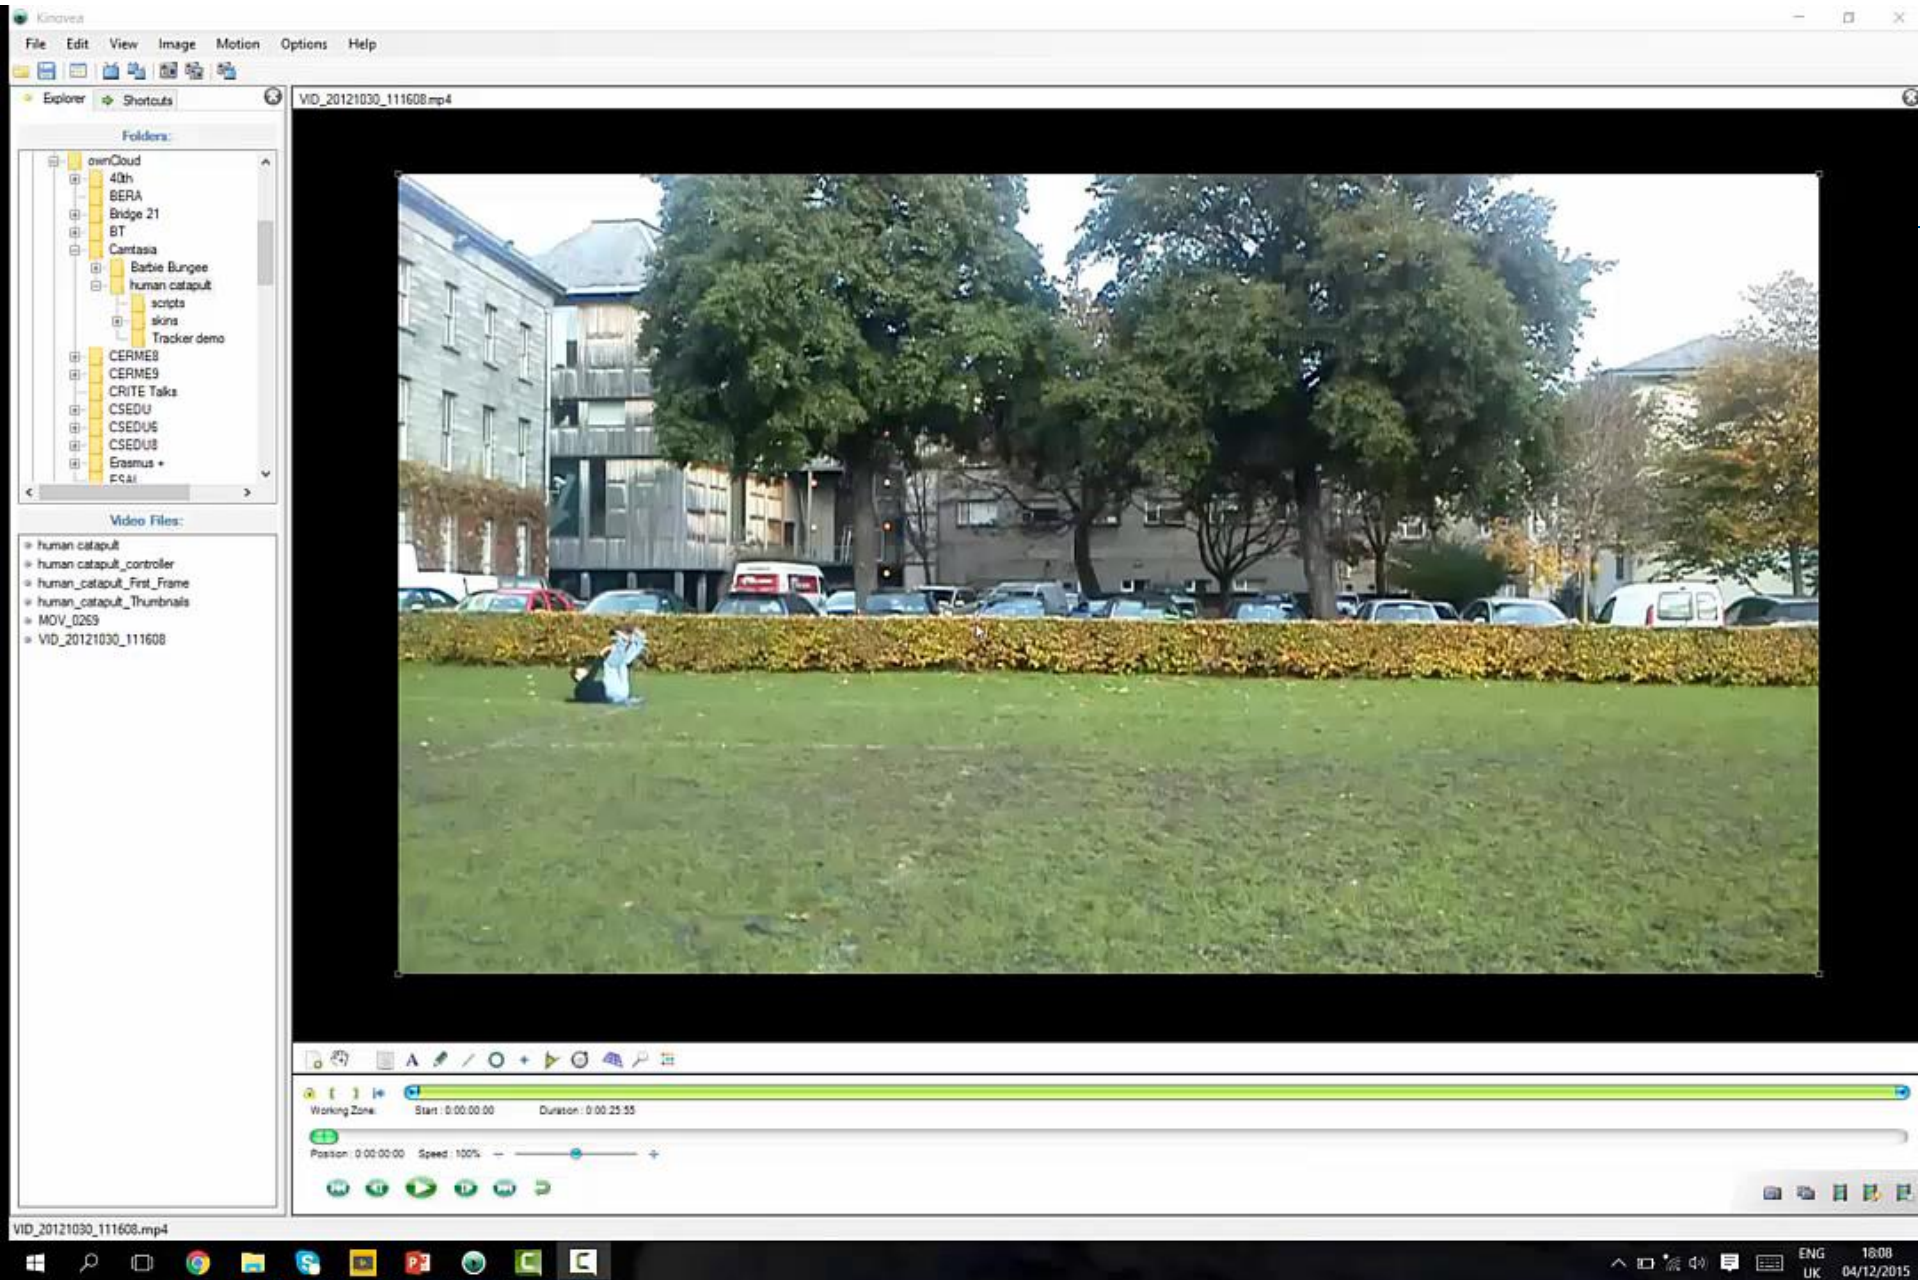 Kinovea
File Edit View Image Motion Options Help
Explorer Shortcuts
VID_20121030_111608.mp4
Folders:
ownCloud
40th
BERA
Bridge 21
BT
Camtasia
Barbie Bungee
human catapult
scripts
skins
Tracker demo
CERME8
CERME9
CRITE Talks
CSEDU
CSEDU6
CSEDU8
Erasmus +
ESAI
Video Files:
human catapult
human catapult_controller
human_catapult_First_Frame
human_catapult_Thumbnails
MOV_0269
VID_20121030_111608
A
Working Zone: Start : 0:00:00:00 Duration : 0:00:25:55
Position : 0:00:00:00 Speed : 100%
VID_20121030_111608.mp4
ENG 18:08
UK 04/12/2015